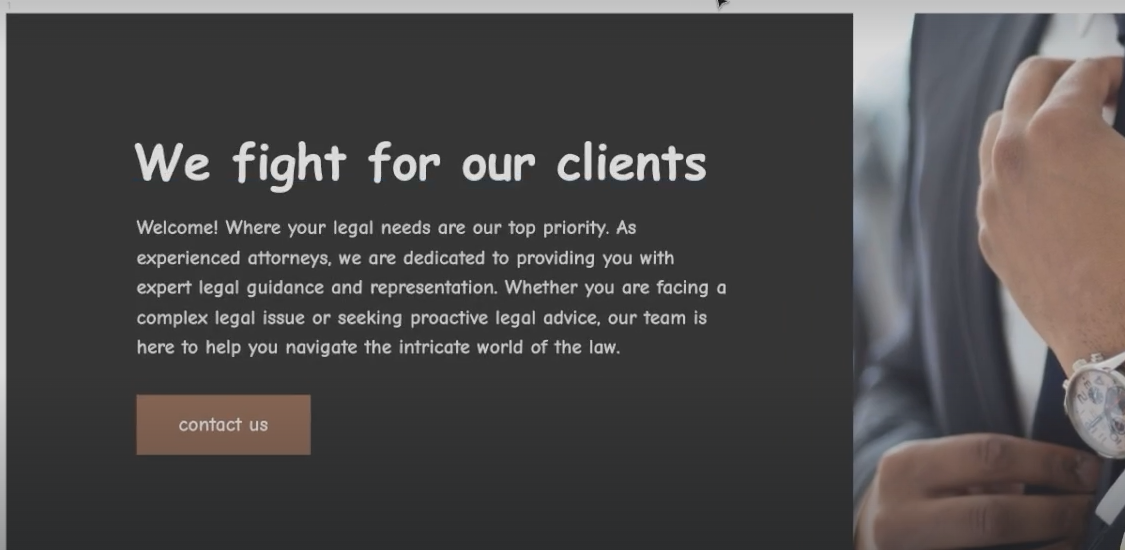 We fight for our clients
Welcome! Where your legal needs are our top priority. As
experienced attorneys, we are dedicated to providing you with
expert legal guidance and representation. Whether you are facing a
complex legal issue or seeking proactive legal advice, our team is
here to help you navigate the intricate world of the law.
contact us